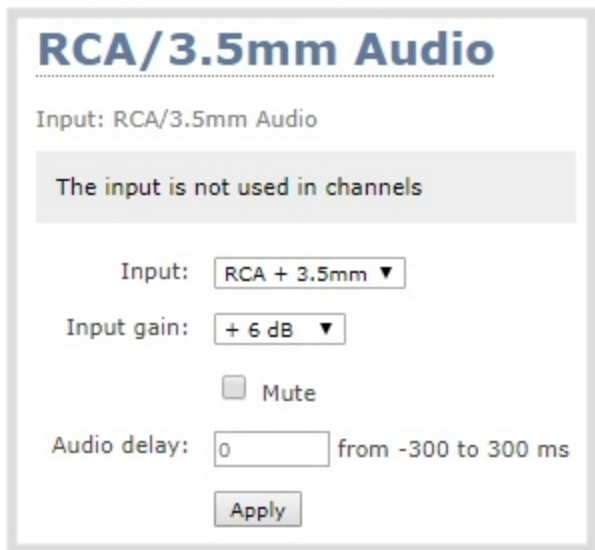 RCA/3.5mm Audio
Input: RCA/3.5mm Audio
The input is not used in channels
Input: RCA + 3.5mm ▼
Input gain: + 6 dB ▼
Mute
Audio delay: 0 from -300 to 300 ms
Apply